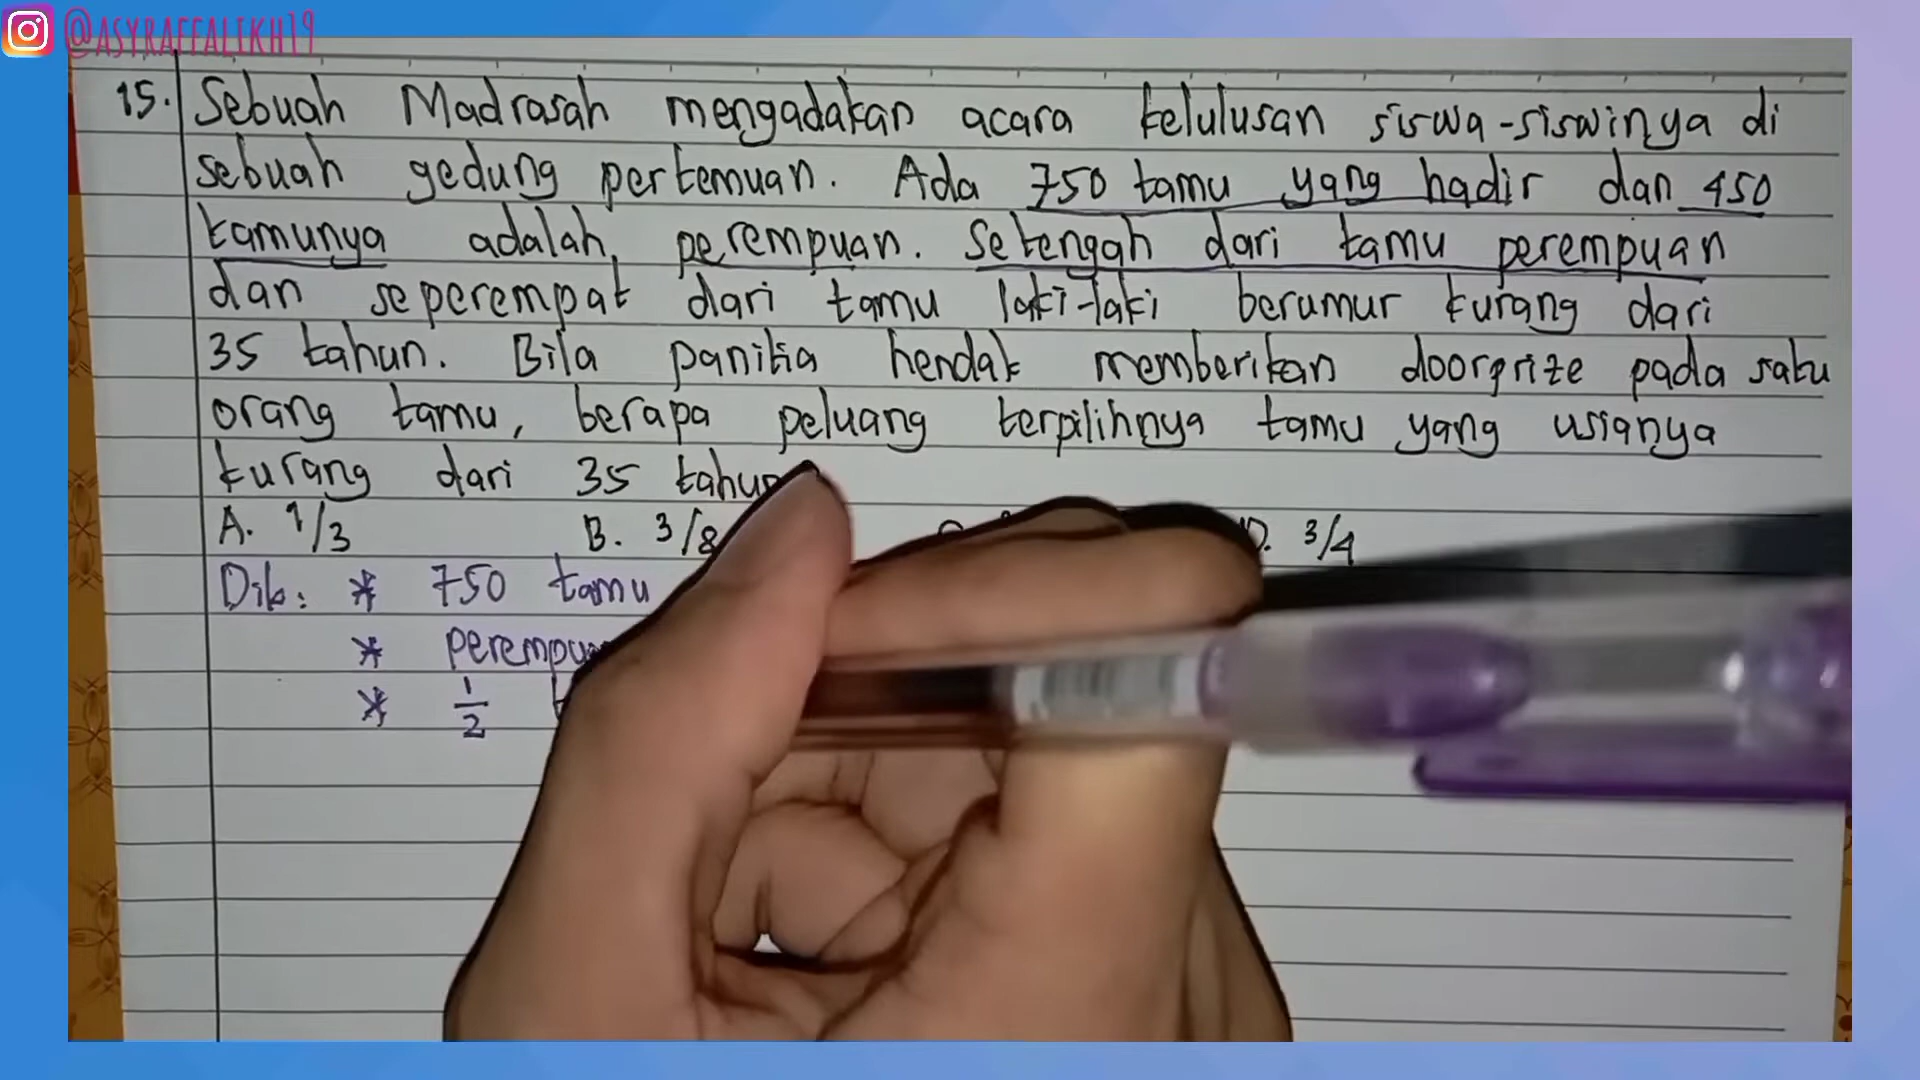 @ASYRAFFALIKH19
15. Sebuah Madrasah mengadakan acara kelulusan siswa-siswinya di
sebuah gedung pertemuan. Ada 750 tamu yang hadir dan 450
tamunya adalah perempuan. Setengah dari tamu perempuan
dan seperempat dari tamu laki-laki berumur kurang dari
35 tahun. Bila panitia hendak memberikan doorprize pada satu
orang tamu, berapa peluang terpilihnya tamu yang usianya
kurang dari 35 tahun
A. 1/3 B. 3/8 D. 3/4
Dik: * 750 tamu
*
* 1/2